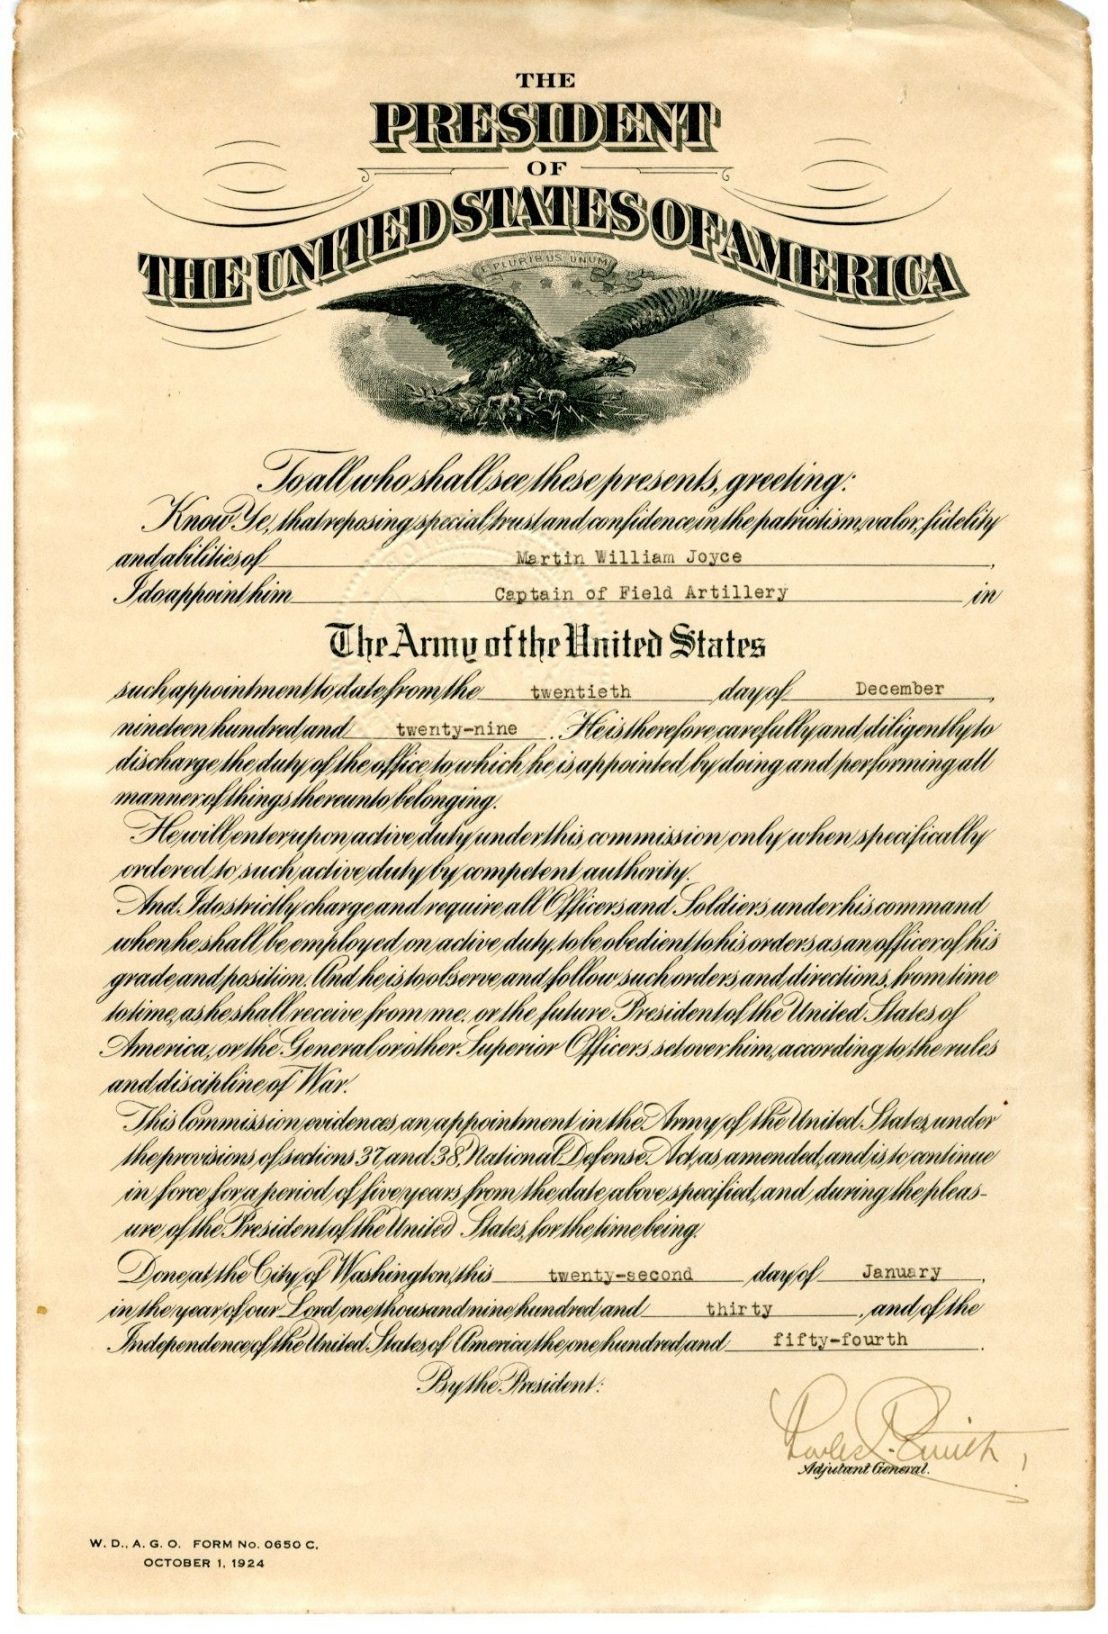 THE
PRESIDENT
OF
THE UNITED STATES OF AMERICA
E PLURIBUS UNUM
To all who shall see these presents, greeting:
Know Ye, that reposing special trust and confidence in the patriotism, valor, fidelity
and abilities of Martin William Joyce,
I do appoint him Captain of Field Artillery in
The Army of the United States
such appointment to date from the twentieth day of December,
nineteen hundred and twenty-nine. He is therefore carefully and diligently to
discharge the duty of the office to which he is appointed by doing and performing all
manner of things thereunto belonging.
He will enter upon active duty under this commission only when specifically
ordered to such active duty by competent authority.
And I do strictly charge and require all Officers and Soldiers under his command
when he shall be employed on active duty, to be obedient to his orders as an officer of his
grade and position. And he is to observe and follow such orders and directions, from time
to time, as he shall receive from me, or the future President of the United States of
America, or the General or other Superior Officers set over him, according to the rules
and discipline of War.
This Commission evidences an appointment in the Army of the United States, under
the provisions of sections 37 and 38, National Defense Act, as amended, and is to continue
in force for a period of five years from the date above specified, and during the pleas-
ure of the President of the United States, for the time being.
Done at the City of Washington, this twenty-second day of January,
in the year of our Lord one thousand nine hundred and thirty, and of the
Independence of the United States of America the one hundred and fifty-fourth.
By the President:
Adjutant General.
W. D., A. G. O. FORM No. 0650 C.
OCTOBER 1, 1924